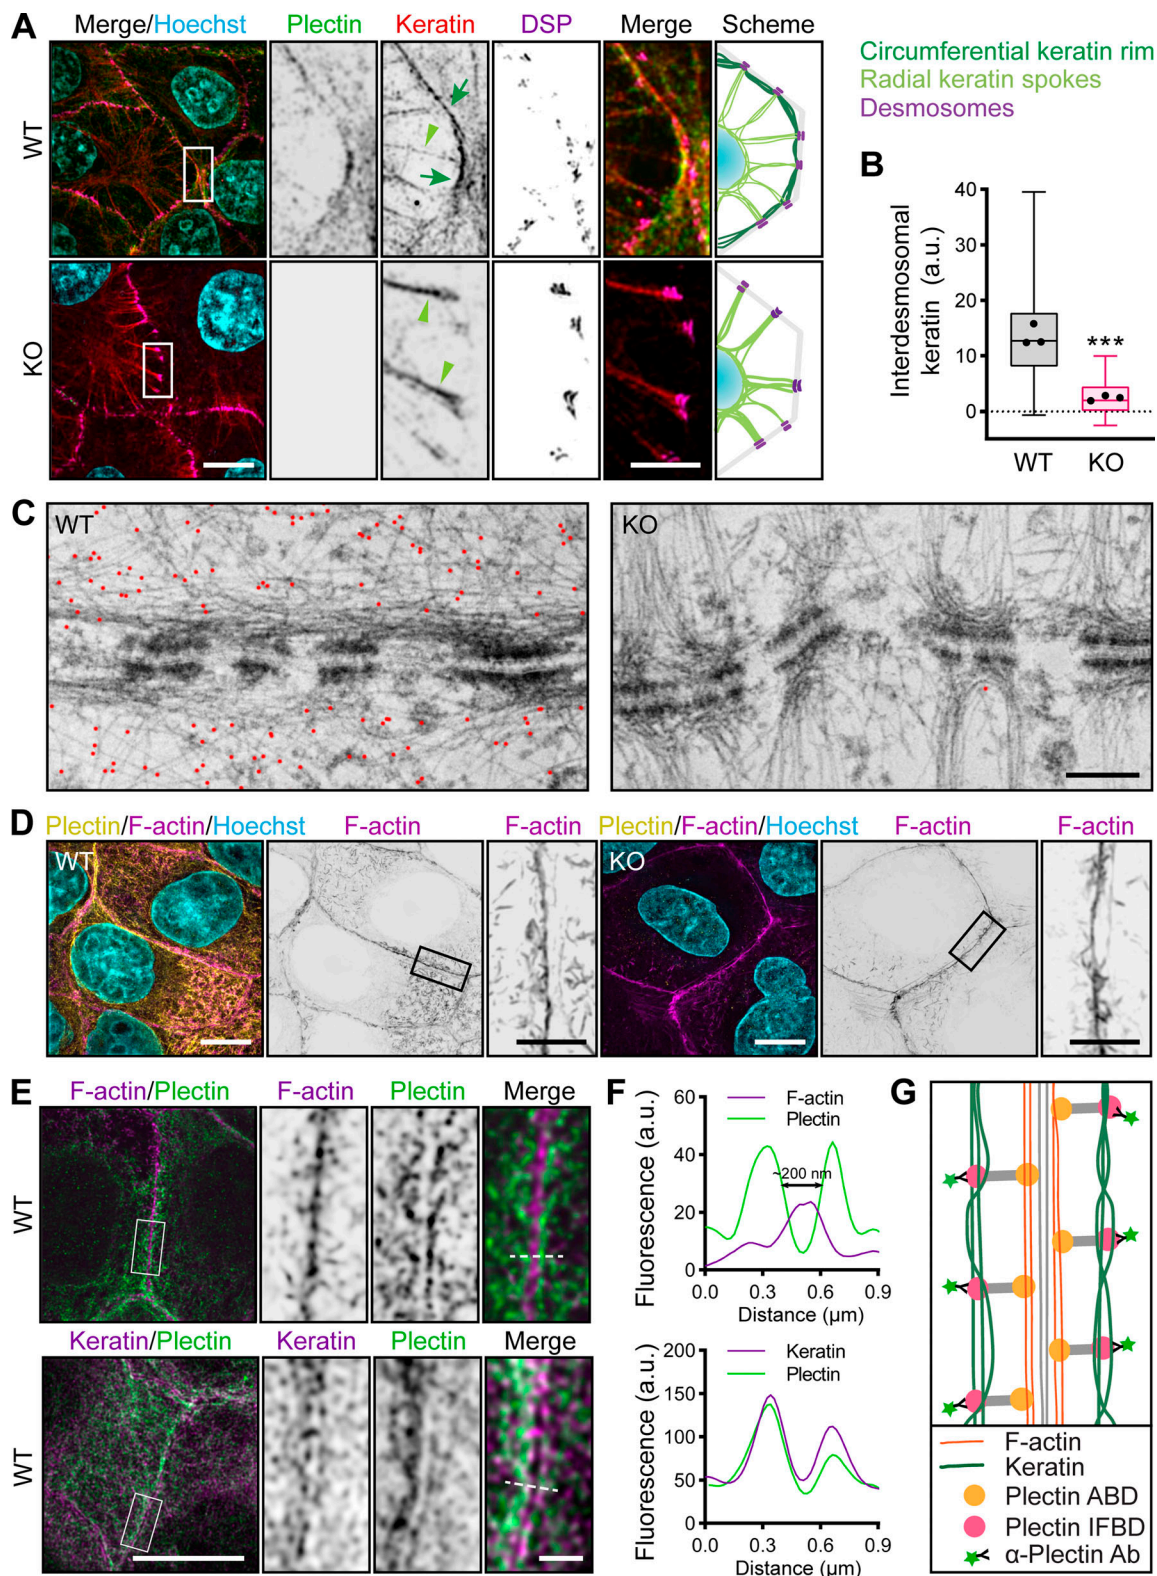 A Merge/Hoechst Plectin Keratin DSP Merge Scheme
Circumferential keratin rim
Radial keratin spokes
Desmosomes
WT
KO
B
Interdesmosomal
keratin (a.u.)
40
30
20
10
0
***
WT KO
C
WT
KO
D Plectin/F-actin/Hoechst F-actin F-actin Plectin/F-actin/Hoechst F-actin F-actin
WT
KO
E
F-actin/Plectin F-actin Plectin Merge
WT
Keratin/Plectin Keratin Plectin Merge
WT
F
F-actin
Plectin
Fluorescence (a.u.)
60
40
20
0
~200 nm
0.0 0.3 0.6 0.9
Distance (µm)
Keratin
Plectin
Fluorescence (a.u.)
200
150
100
50
0
0.0 0.3 0.6 0.9
Distance (µm)
G
F-actin
Keratin
Plectin ABD
Plectin IFBD
α-Plectin Ab